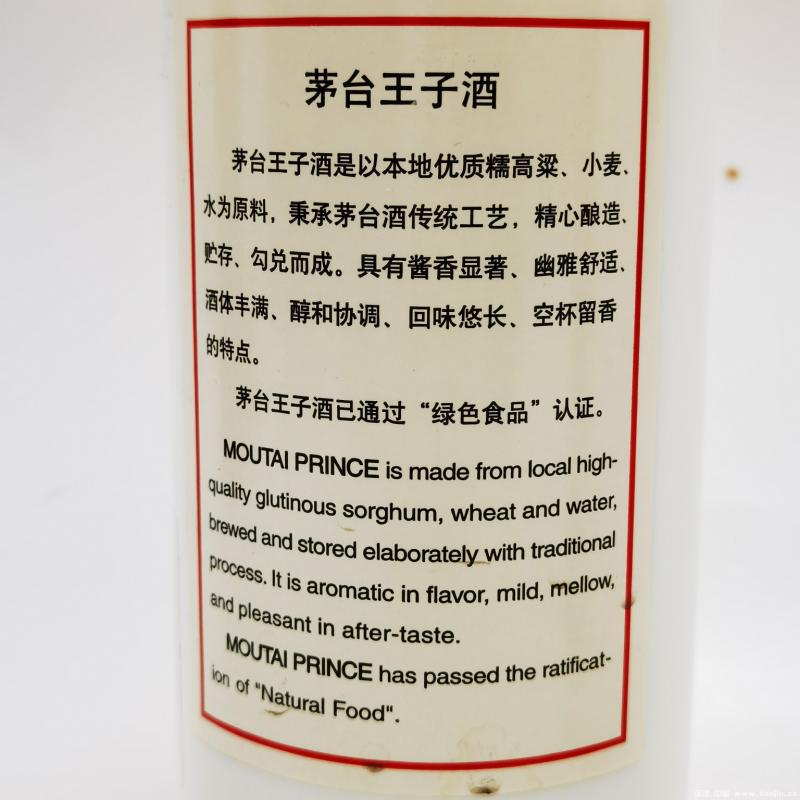 茅台王子酒
茅台王子酒是以本地优质糯高粱、小麦、
水为原料，秉承茅台酒传统工艺，精心酿造、
贮存、勾兑而成。具有酱香显著、幽雅舒适、
酒体丰满、醇和协调、回味悠长、空杯留香
的特点。
茅台王子酒已通过“绿色食品”认证。
MOUTAI PRINCE is made from local high-
quality glutinous sorghum, wheat and water,
brewed and stored elaborately with traditional
process. It is aromatic in flavor, mild, mellow,
and pleasant in after-taste.
MOUTAI PRINCE has passed the ratificat-
ion of "Natural Food".